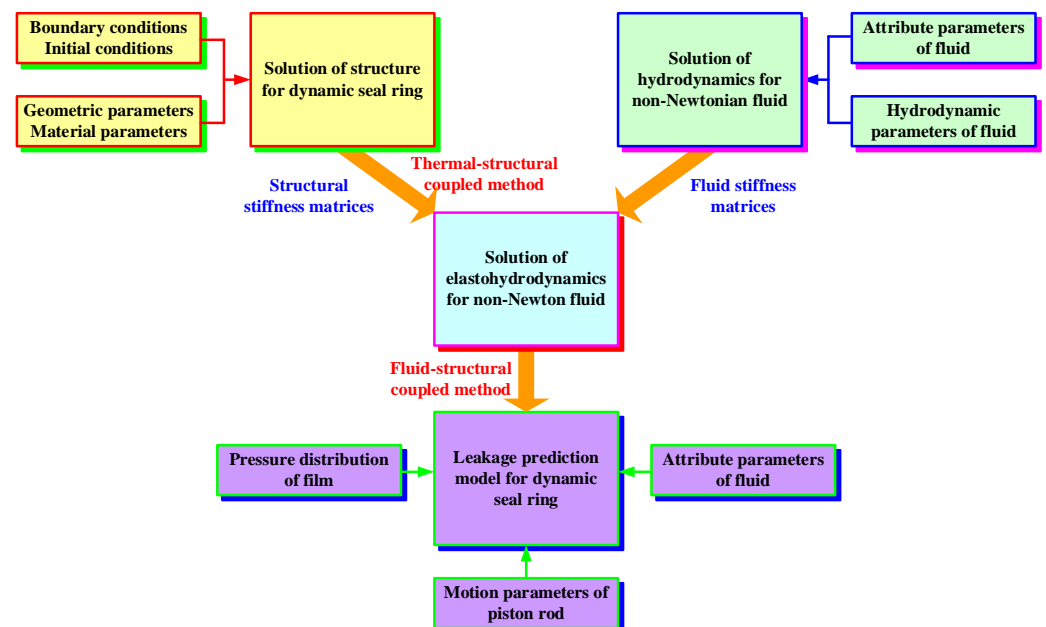 Boundary conditions
Initial conditions
Geometric parameters
Material parameters
Solution of structure
for dynamic seal ring
Solution of
hydrodynamics for
non-Newtonian fluid
Attribute parameters
of fluid
Hydrodynamic
parameters of fluid
Thermal-structural
coupled method
Structural
stiffness matrices
Fluid stiffness
matrices
Solution of
elastohydrodynamics
for non-Newton fluid
Fluid-structural
coupled method
Pressure distribution
of film
Leakage prediction
model for dynamic
seal ring
Attribute parameters
of fluid
Motion parameters of
piston rod